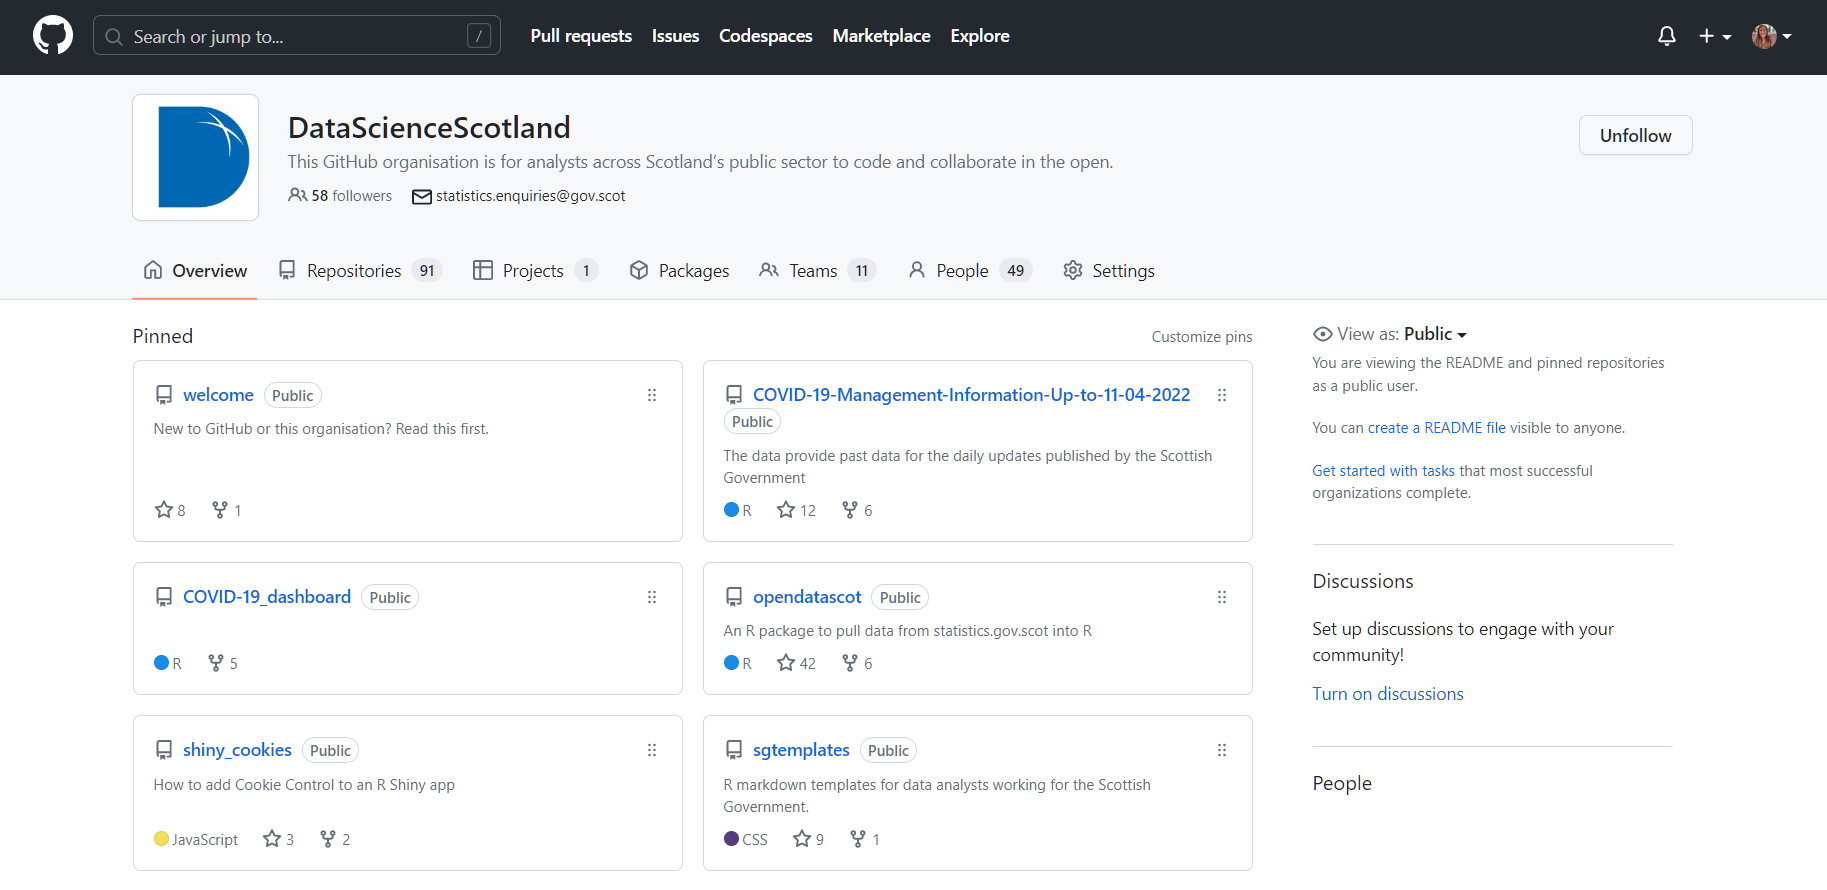 Search or jump to... /
Pull requests Issues Codespaces Marketplace Explore
DataScienceScotland
This GitHub organisation is for analysts across Scotland’s public sector to code and collaborate in the open.
58 followers statistics.enquiries@gov.scot
Unfollow
Overview Repositories 91 Projects 1 Packages Teams 11 People 49 Settings
Pinned
Customize pins
welcome Public
New to GitHub or this organisation? Read this first.
8 1
COVID-19-Management-Information-Up-to-11-04-2022
Public
The data provide past data for the daily updates published by the Scottish
Government
R 12 6
COVID-19_dashboard Public
R 5
opendatascot Public
An R package to pull data from statistics.gov.scot into R
R 42 6
shiny_cookies Public
How to add Cookie Control to an R Shiny app
JavaScript 3 2
sgtemplates Public
R markdown templates for data analysts working for the Scottish
Government.
CSS 9 1
View as: Public
You are viewing the README and pinned repositories
as a public user.
You can create a README file visible to anyone.
Get started with tasks that most successful
organizations complete.
Discussions
Set up discussions to engage with your
community!
Turn on discussions
People